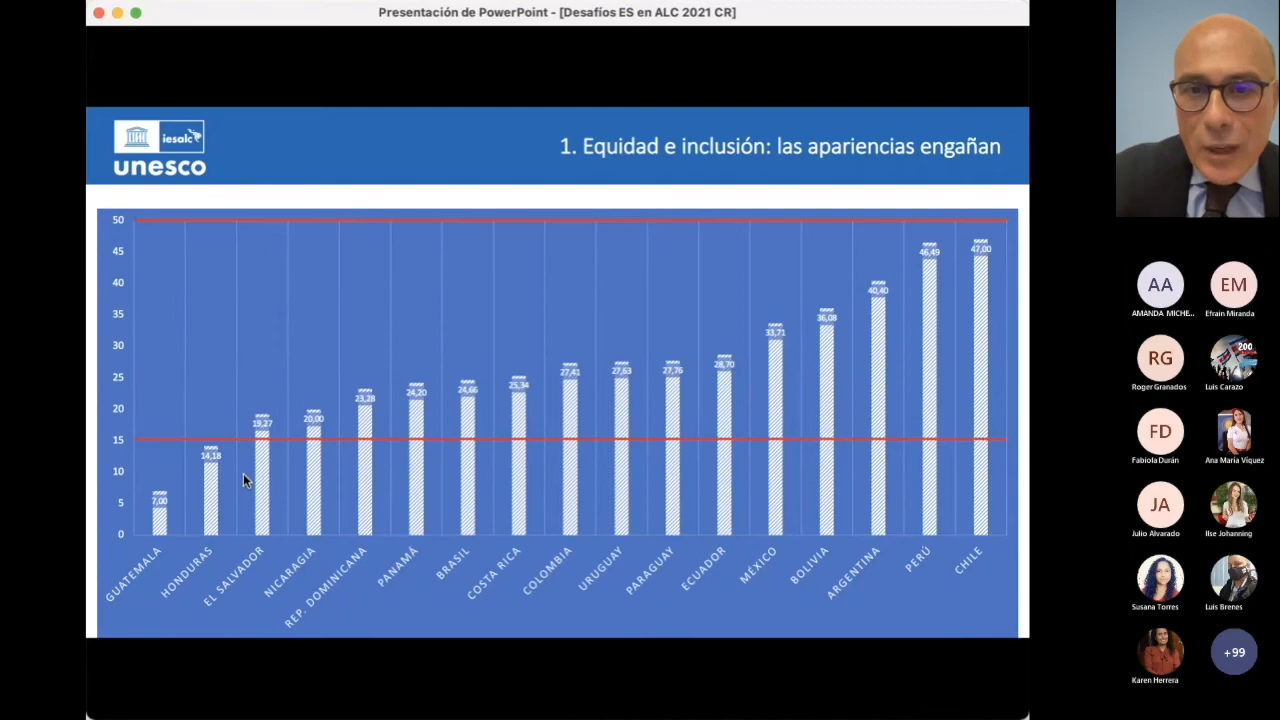 Presentación de PowerPoint - [Desafíos ES en ALC 2021 CR]
iesalc
unesco
1. Equidad e inclusión: las apariencias engañan
50
45
40
35
30
25
20
15
10
5
0
7,00
14,18
19,27
20,00
23,28
24,20
24,66
25,34
27,41
27,63
27,76
28,70
33,71
36,08
40,40
46,49
47,00
GUATEMALA
HONDURAS
EL SALVADOR
NICARAGIA
REP. DOMINICANA
PANAMÁ
BRASIL
COSTA RICA
COLOMBIA
URUGUAY
PARAGUAY
ECUADOR
MÉXICO
BOLIVIA
ARGENTINA
PERÚ
CHILE
AA
EM
AMANDA MICHE...
Efrain Miranda
RG
200
Roger Granados
Luis Carazo
FD
Fabiola Durán
Ana María Víquez
JA
Julio Alvarado
Ilse Johanning
Susana Torres
Luis Brenes
+99
Karen Herrera